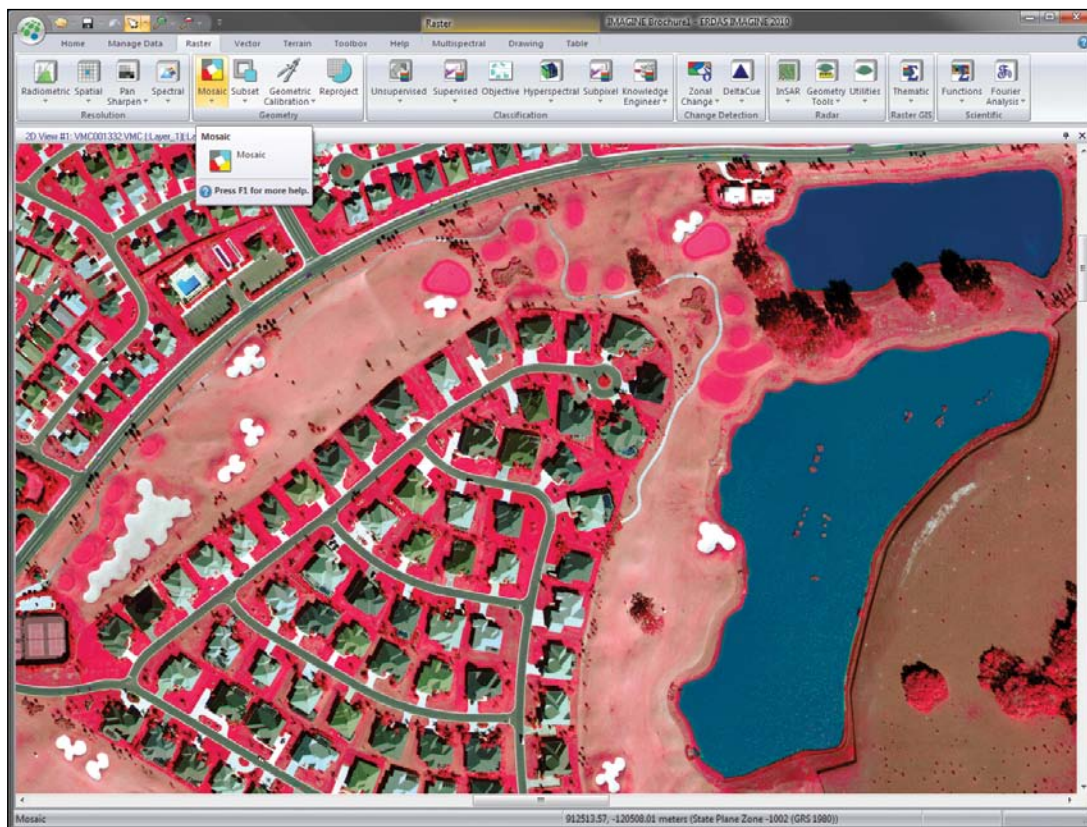 Raster
IMAGINE Brochure1 - ERDAS IMAGINE 2010
Home Manage Data Raster Vector Terrain Toolbox Help Multispectral Drawing Table
Radiometric Spatial Pan Sharpen Spectral
Resolution
Mosaic Subset Geometric Calibration Reproject
Geometry
Unsupervised Supervised Objective Hyperspectral Subpixel Knowledge Engineer
Classification
Zonal Change DeltaCue
Change Detection
InSAR Geometry Tools Utilities
Radar
Thematic
Raster GIS
Functions Fourier Analysis
Scientific
2D View #1: VMC001332.VMC (:Layer_1)(:La
Mosaic
Mosaic
Press F1 for more help.
Mosaic
912513.57, -120508.01 meters (State Plane Zone -1002 (GRS 1980))